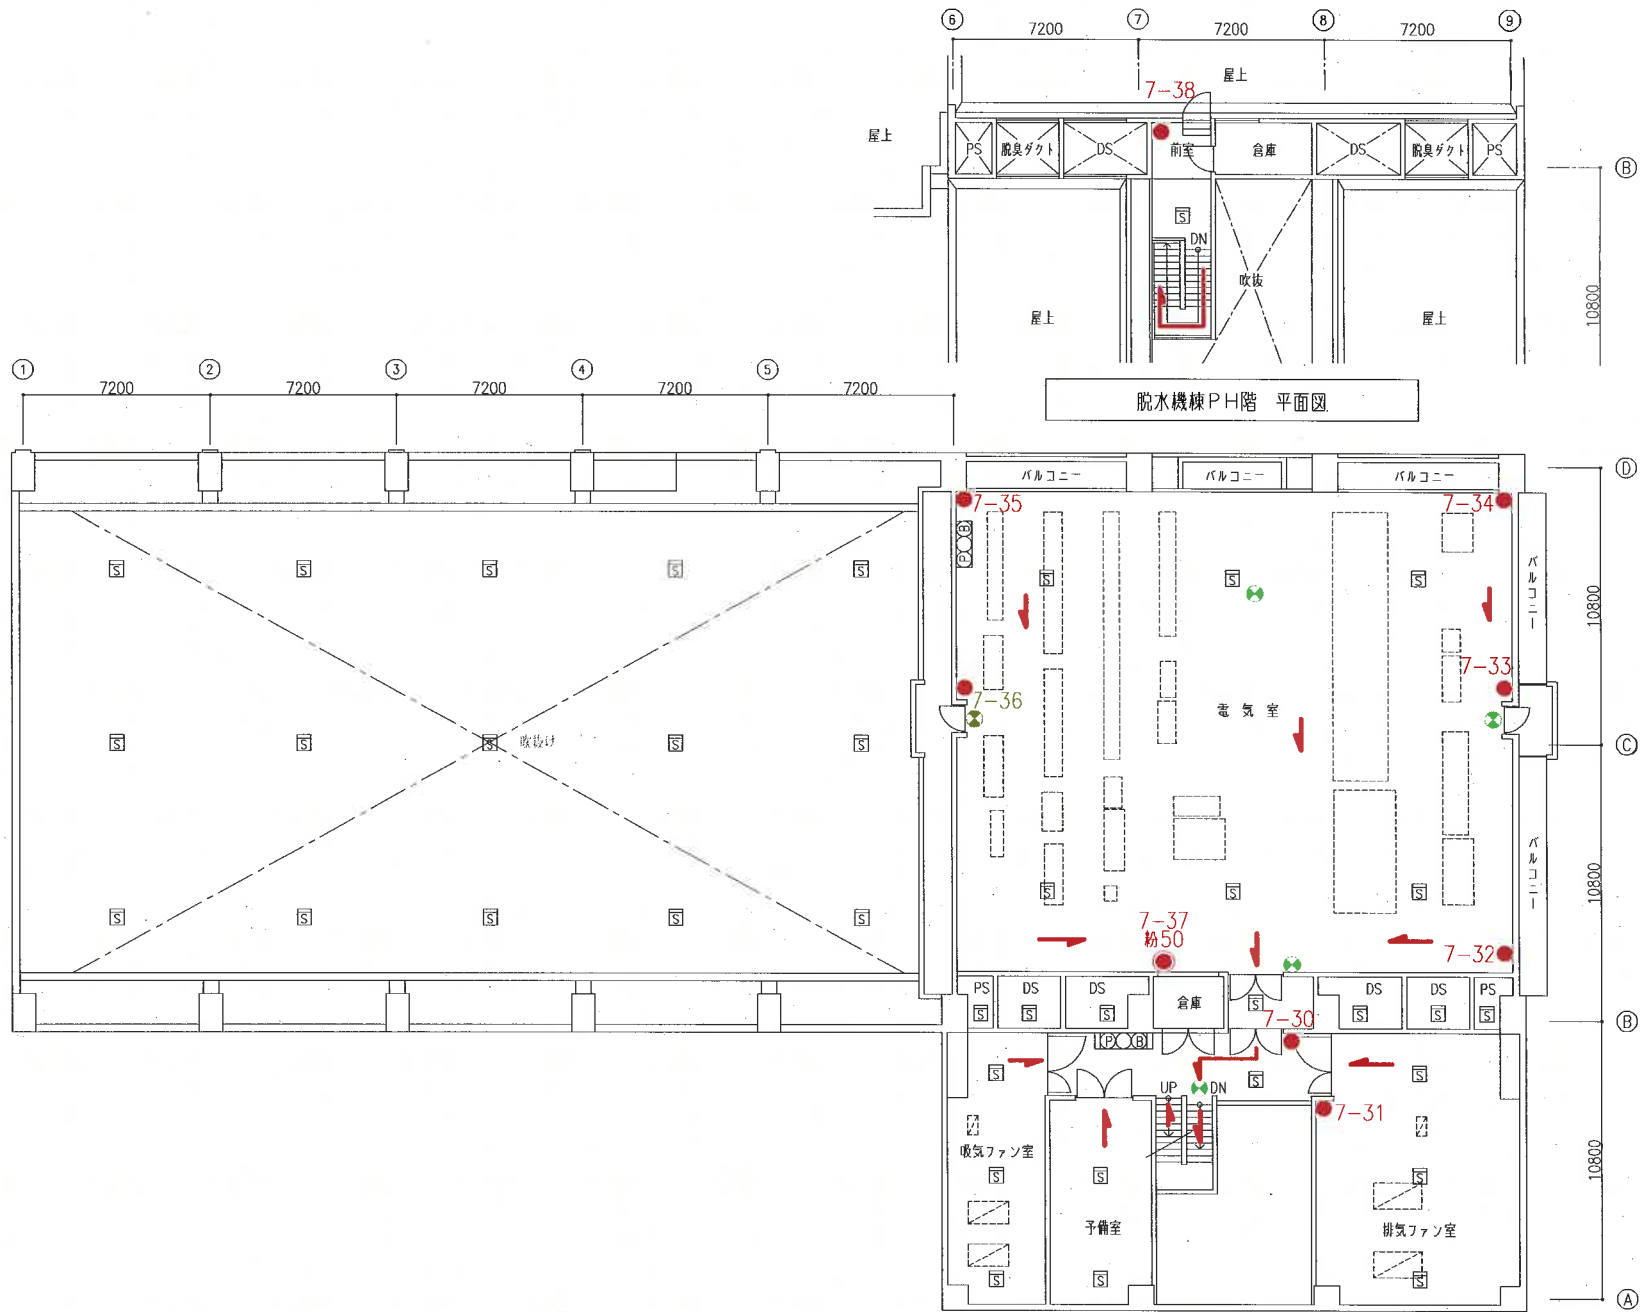 ⑥ ⑦ ⑧ ⑨
7200 7200 7200
屋上
7-38
屋上
PS 脱臭ダクト DS 前室 倉庫 DS 脱臭ダクト PS
Ⓑ
S
DN
吹抜
屋上 屋上
10800
① ② ③ ④ ⑤
7200 7200 7200 7200 7200
脱水機棟PH階 平面図
バルコニー バルコニー バルコニー
Ⓓ
7-35 7-34
B
P
S S S S S
S S S
バルコニー
10800
7-33
7-36
電気室
S S S S S
吹抜け
Ⓒ
バルコニー
10800
S S S
S S S S S
7-37
粉50
7-32
PS DS DS 倉庫 DS DS PS
S S S S S S S
7-30
Ⓑ
P B
S S S
UP DN
7-31
吸気ファン室
10800
S S S
予備室 排気ファン室
S S S
Ⓐ